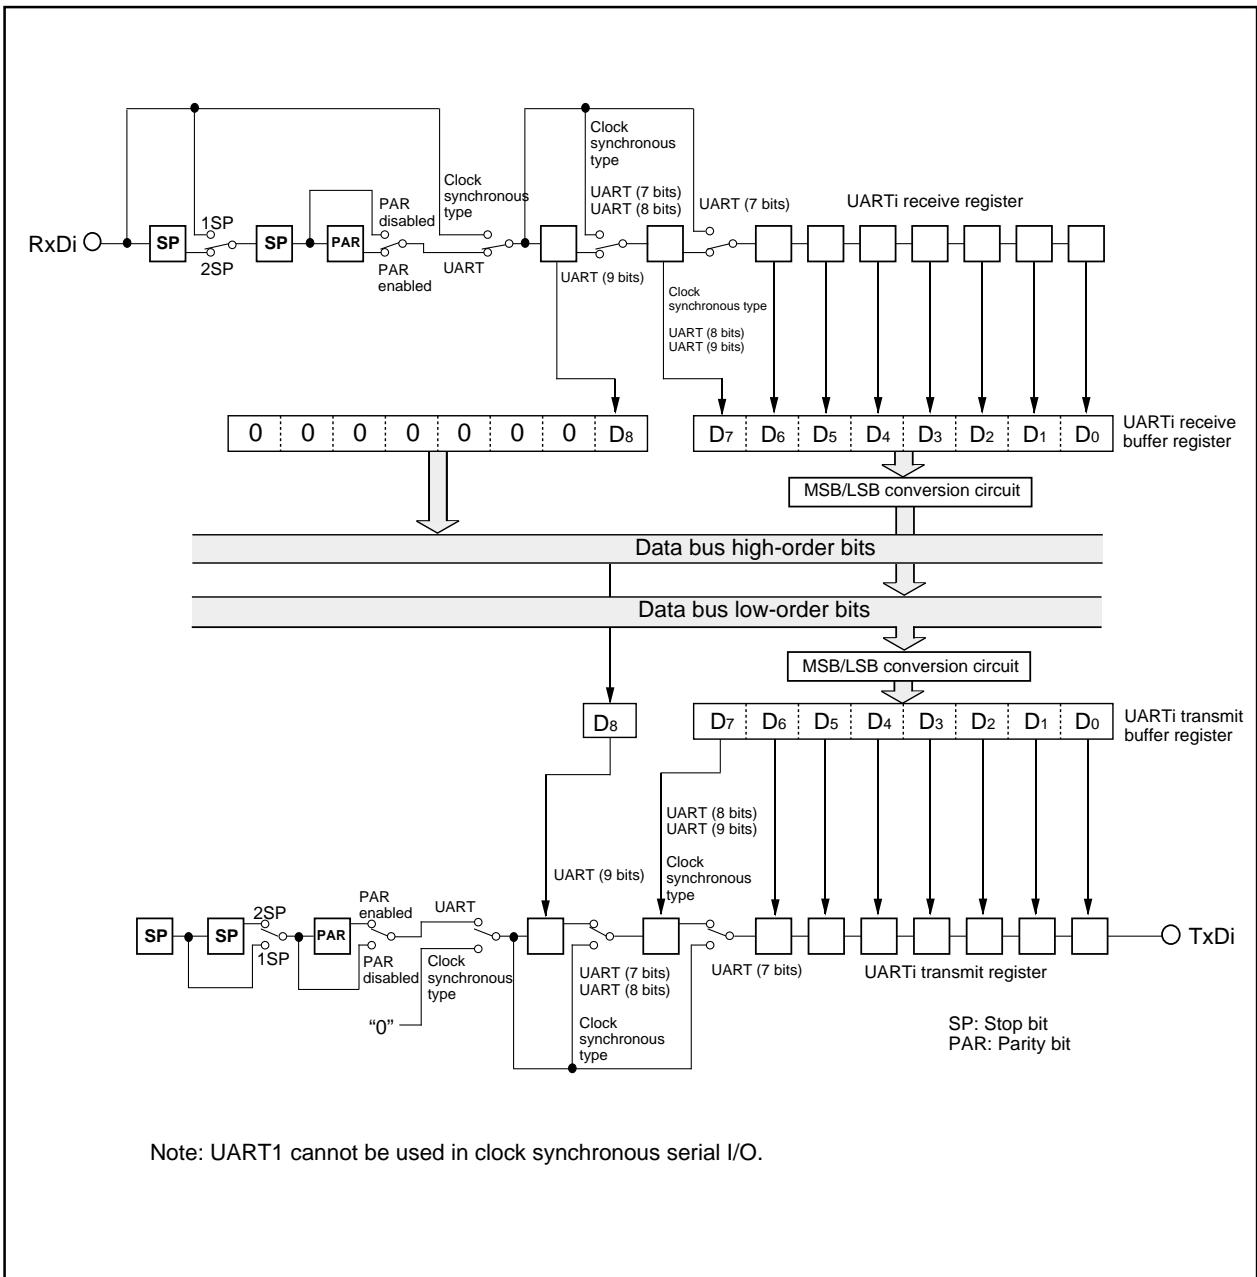 Clock
synchronous
type
UART (7 bits)
UART (8 bits)
UART (7 bits)
UARTi receive register
Clock
synchronous
type
PAR
disabled
1SP
RxDi
SP
SP
PAR
2SP
PAR
enabled
UART
UART (9 bits)
Clock
synchronous type
UART (8 bits)
UART (9 bits)
0 0 0 0 0 0 0 D8
D7 D6 D5 D4 D3 D2 D1 D0
UARTi receive
buffer register
MSB/LSB conversion circuit
Data bus high-order bits
Data bus low-order bits
MSB/LSB conversion circuit
D8
D7 D6 D5 D4 D3 D2 D1 D0
UARTi transmit
buffer register
UART (8 bits)
UART (9 bits)
Clock
synchronous
type
UART (9 bits)
PAR
enabled
UART
2SP
SP
SP
PAR
TxDi
1SP
PAR
disabled
Clock
synchronous
type
“0”
UART (7 bits)
UART (8 bits)
UART (7 bits)
Clock
synchronous
type
UARTi transmit register
SP: Stop bit
PAR: Parity bit
Note: UART1 cannot be used in clock synchronous serial I/O.